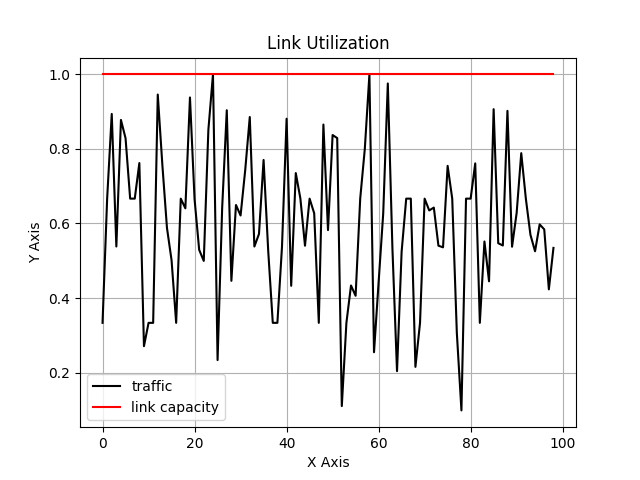 Link Utilization
1.0
0.8
0.6
0.4
0.2
Y Axis
traffic
link capacity
0 20 40 60 80 100
X Axis